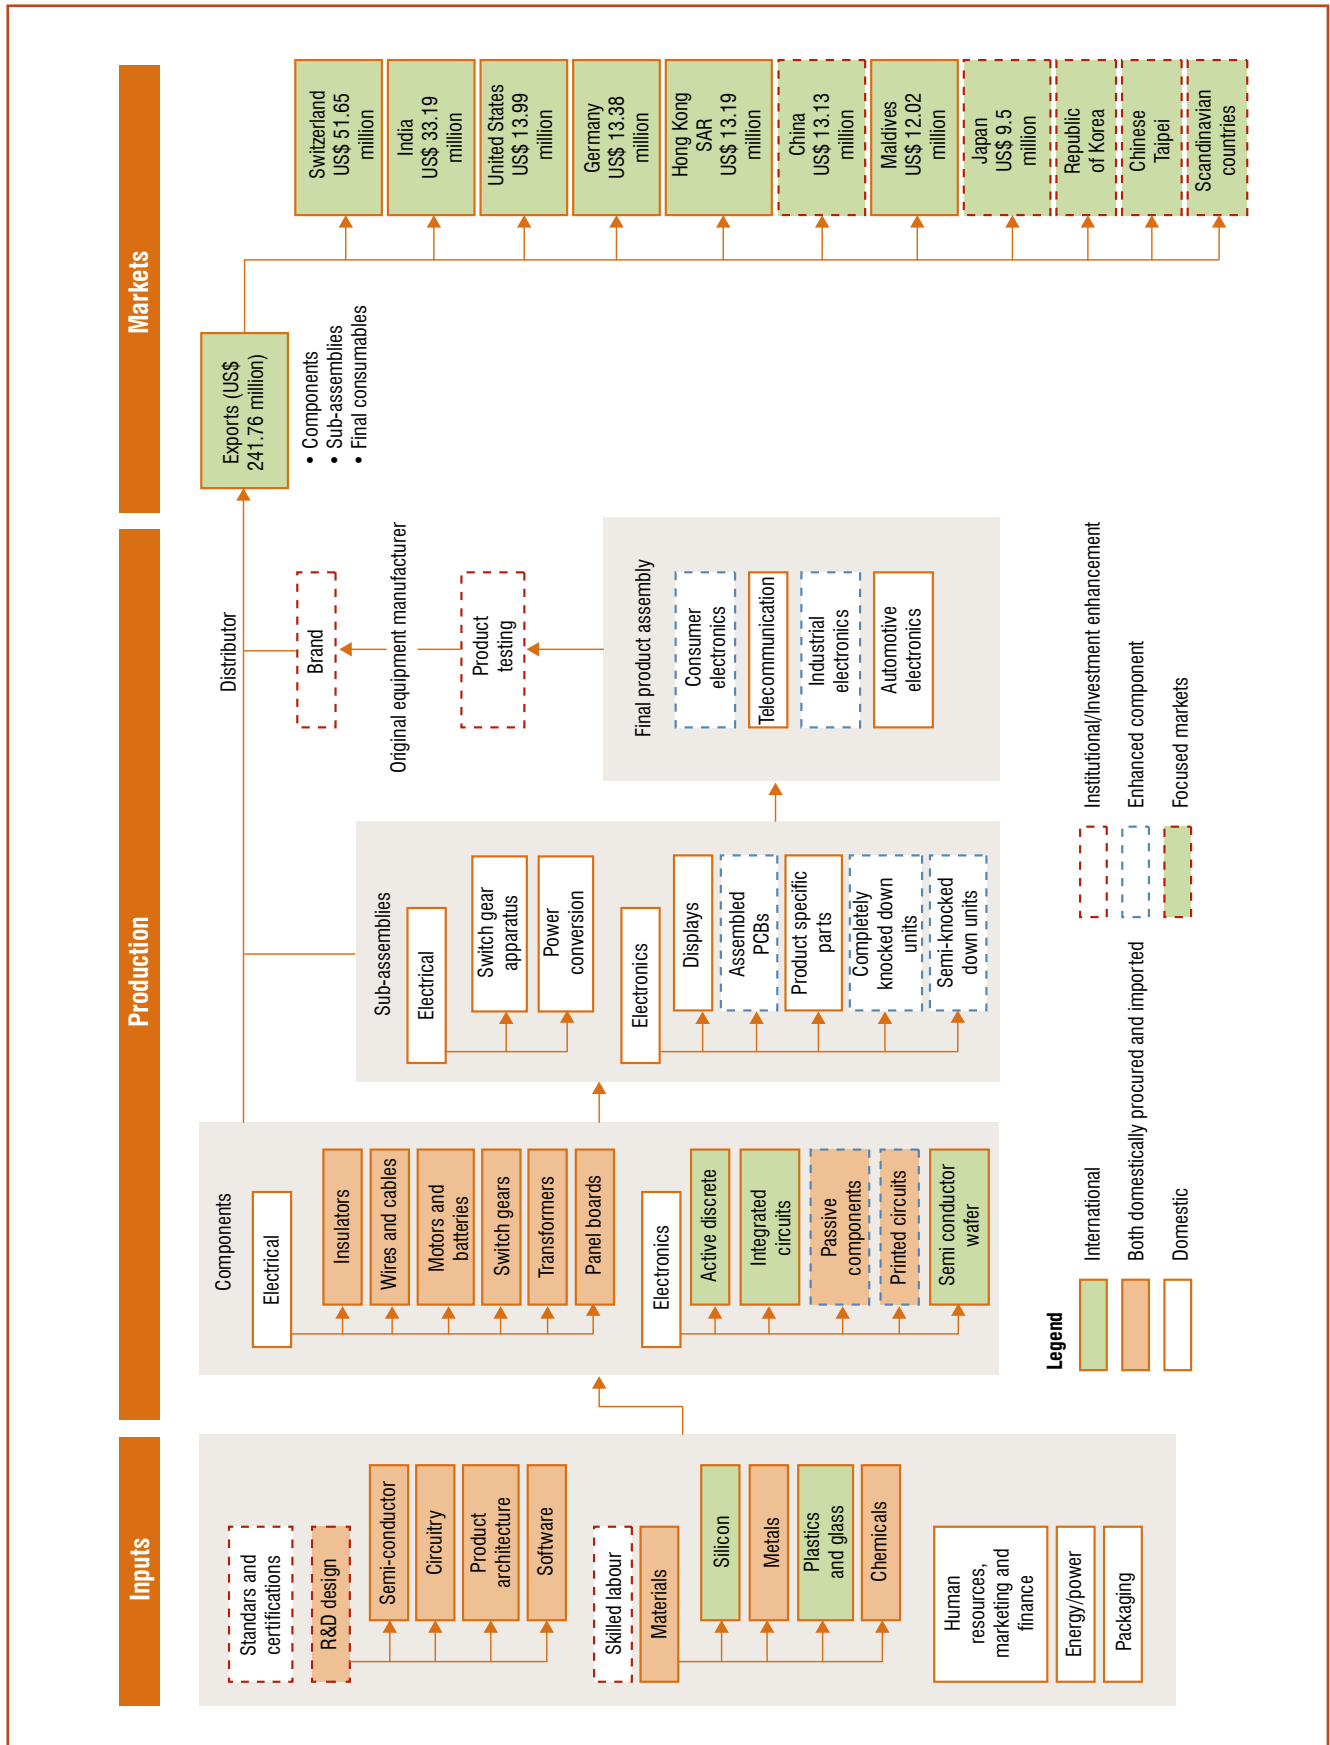 Inputs
Production
Markets
Standars and
certifications
R&D design
Semi-conductor
Circuitry
Product
architecture
Software
Skilled labour
Materials
Silicon
Metals
Plastics
and glass
Chemicals
Human
resources,
marketing and
finance
Energy/power
Packaging
Components
Electrical
Insulators
Wires and cables
Motors and
batteries
Switch gears
Transformers
Panel boards
Electronics
Active discrete
Integrated
circuits
Passive
components
Printed circuits
Semi conductor
wafer
Sub-assemblies
Electrical
Switch gear
apparatus
Power
conversion
Electronics
Displays
Assembled
PCBs
Product specific
parts
Completely
knocked down
units
Semi-knocked
down units
Final product assembly
Consumer
electronics
Telecommunication
Industrial
electronics
Automotive
electronics
Distributor
Brand
Original equipment manufacturer
Product
testing
Exports (US$
241.76 million)
• Components
• Sub-assemblies
• Final consumables
Switzerland
US$ 51.65
million
India
US$ 33.19
million
United States
US$ 13.99
million
Germany
US$ 13.38
million
Hong Kong
SAR
US$ 13.19
million
China
US$ 13.13
million
Maldives
US$ 12.02
million
Japan
US$ 9.5
million
Republic
of Korea
Chinese
Taipei
Scandinavian
countries
Legend
International
Both domestically procured and imported
Domestic
Institutional/Investment enhancement
Enhanced component
Focused markets